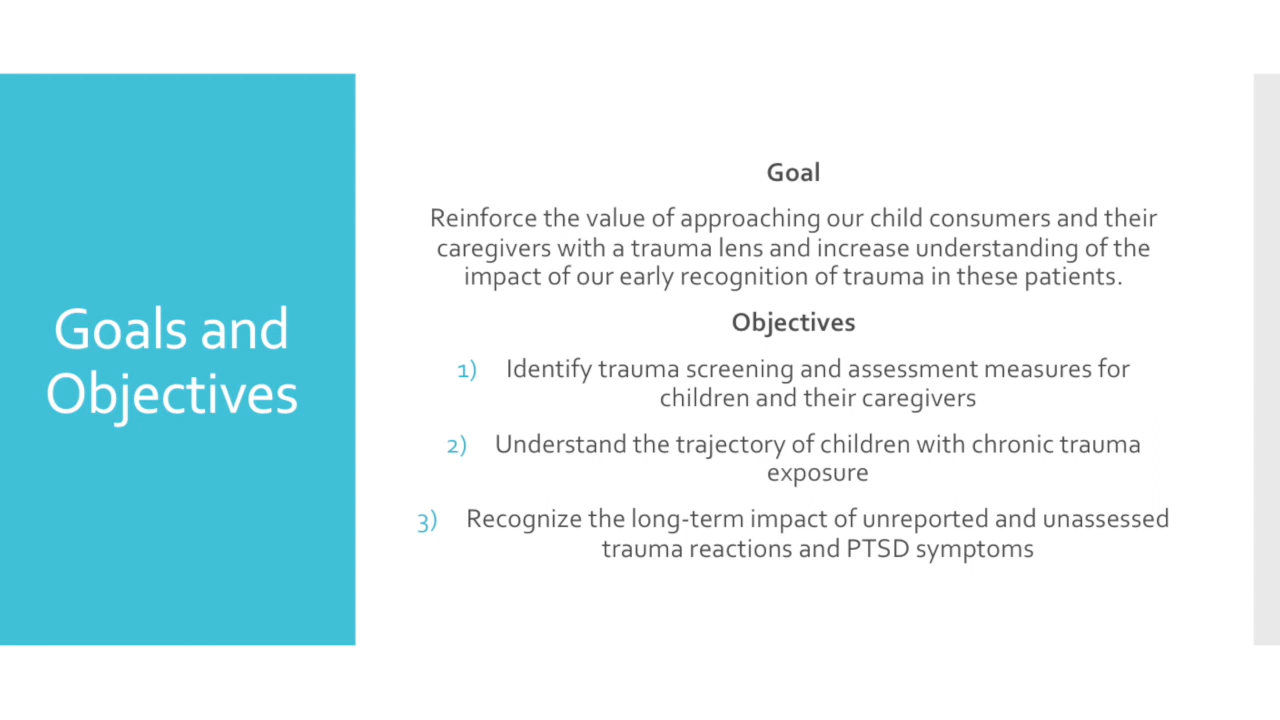 Goals and
Objectives
Goal
Reinforce the value of approaching our child consumers and their
caregivers with a trauma lens and increase understanding of the
impact of our early recognition of trauma in these patients.
Objectives
1) Identify trauma screening and assessment measures for
children and their caregivers
2) Understand the trajectory of children with chronic trauma
exposure
3) Recognize the long-term impact of unreported and unassessed
trauma reactions and PTSD symptoms